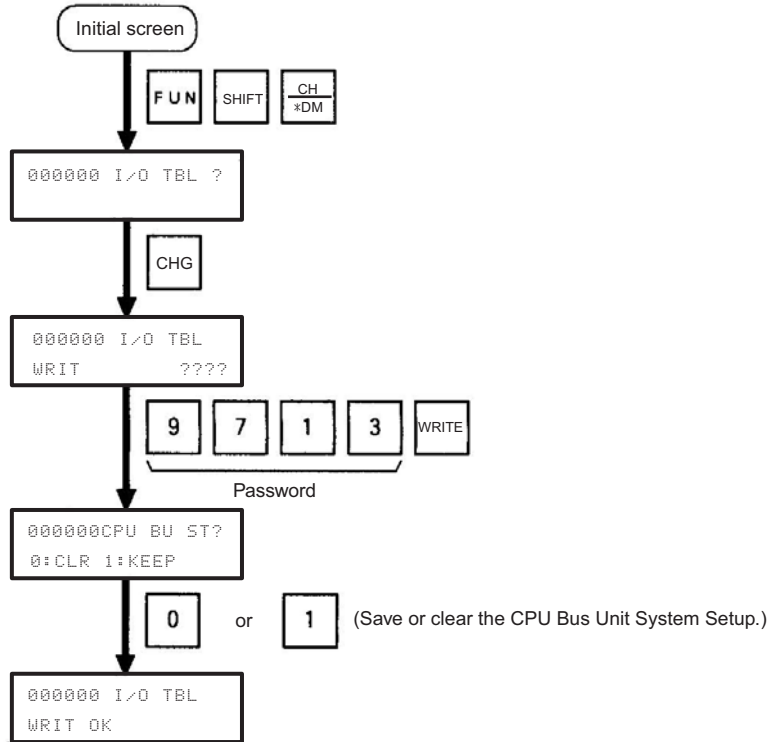 Initial screen
FUN SHIFT CH
*DM
000000 I/O TBL ?
CHG
000000 I/O TBL
WRIT ????
9 7 1 3 WRITE
Password
000000CPU BU ST?
0:CLR 1:KEEP
0 or 1 (Save or clear the CPU Bus Unit System Setup.)
000000 I/O TBL
WRIT OK